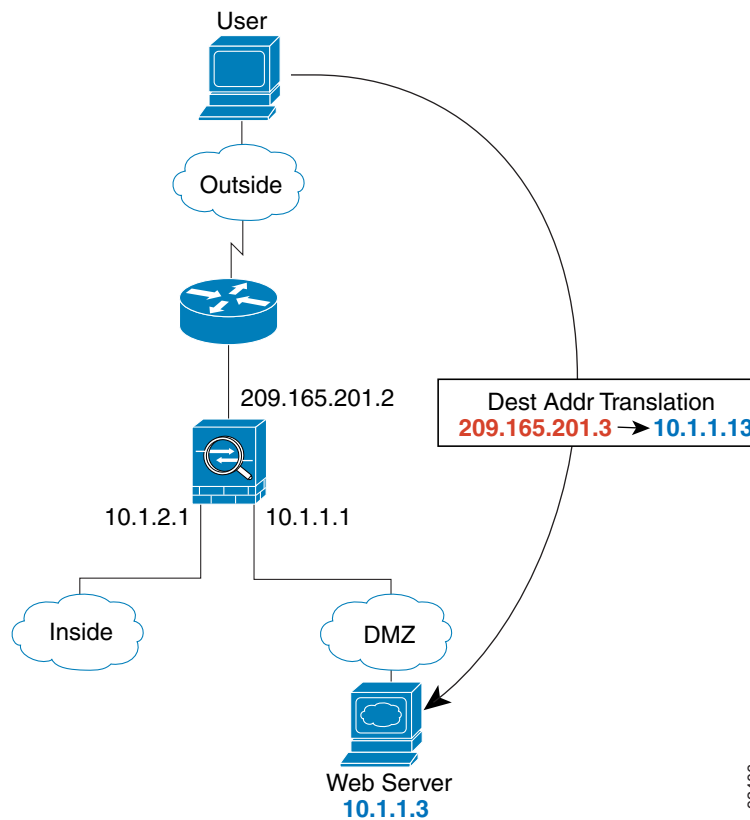 User
Outside
209.165.201.2
Dest Addr Translation
209.165.201.3 10.1.1.13
10.1.2.1 10.1.1.1
Inside
DMZ
Web Server
10.1.1.3